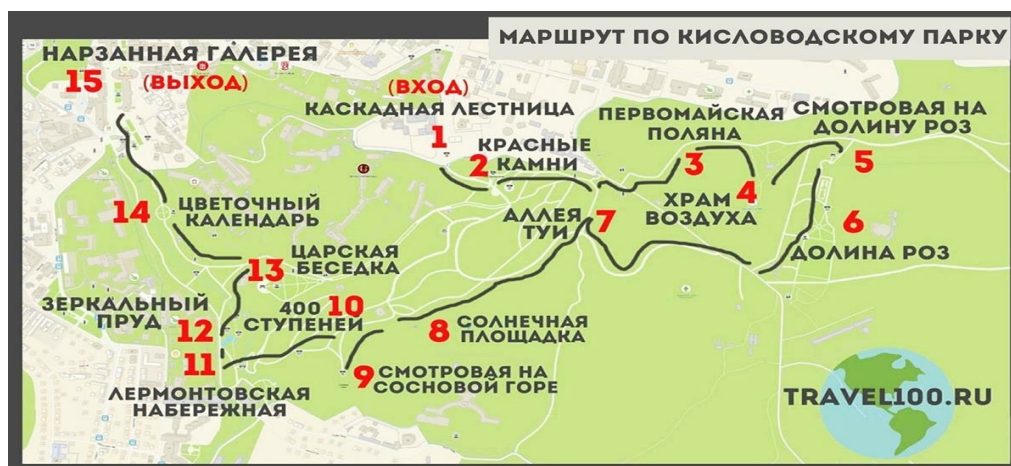 МАРШРУТ ПО КИСЛОВОДСКОМУ ПАРКУ
НАРЗАННАЯ ГАЛЕРЕЯ
15 (ВЫХОД)
(ВХОД)
КАСКАДНАЯ ЛЕСТНИЦА
1
2 КРАСНЫЕ
КАМНИ
ПЕРВОМАЙСКАЯ
ПОЛЯНА
3
СМОТРОВАЯ НА
ДОЛИНУ РОЗ
5
ХРАМ
ВОЗДУХА
4
6
ДОЛИНА РОЗ
АЛЛЕЯ
ТУИ
7
14 ЦВЕТОЧНЫЙ
КАЛЕНДАРЬ
13 ЦАРСКАЯ
БЕСЕДКА
ЗЕРКАЛЬНЫЙ
ПРУД 12
400 10
СТУПЕНЕЙ
8 СОЛНЕЧНАЯ
ПЛОЩАДКА
9 СМОТРОВАЯ НА
СОСНОВОЙ ГОРЕ
11
ЛЕРМОНТОВСКАЯ
НАБЕРЕЖНАЯ
TRAVEL100.RU